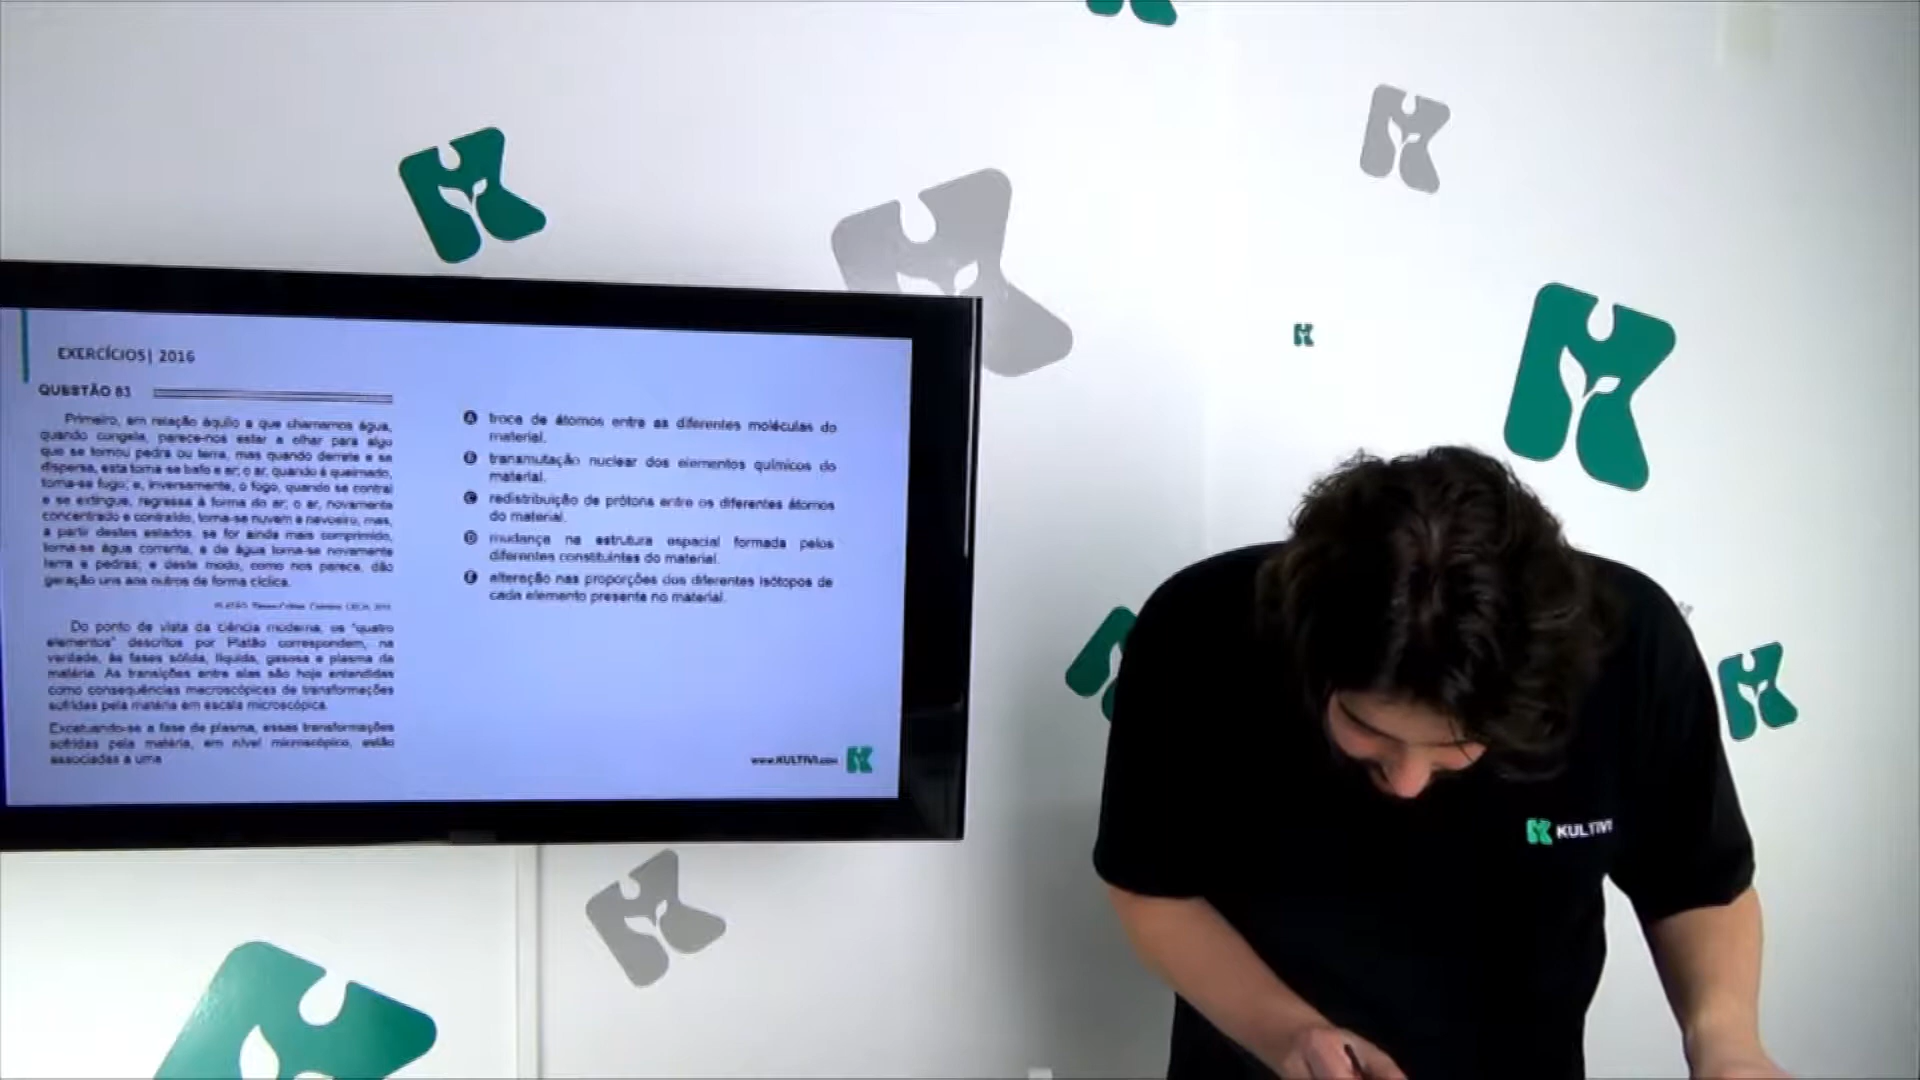 EXERCÍCIOS| 2016
QUESTÃO 83
Primeiro, em relação àquilo a que chamamos água,
quando congela, parece-nos estar a olhar para algo
que se tornou pedra ou terra, mas quando derrete e se
dispersa, esta torna-se bafo e ar; o ar, quando é queimado,
torna-se fogo; e, inversamente, o fogo, quando se contrai
e se extingue, regressa à forma do ar; o ar, novamente
concentrado e contraído, torna-se nuvem e nevoeiro, mas,
a partir destes estados, se for ainda mais comprimido,
torna-se água corrente, e de água torna-se novamente
terra e pedras; e deste modo, como nos parece, dão
geração uns aos outros de forma cíclica.
PLATÃO. Coimbra: CECH, 2011.
Do ponto de vista da ciência moderna, os "quatro
elementos" descritos por Platão correspondem, na
verdade, às fases sólida, líquida, gasosa e plasma da
matéria. As transições entre elas são hoje entendidas
como consequências macroscópicas de transformações
sofridas pela matéria em escala microscópica.
Excetuando-se a fase de plasma, essas transformações
sofridas pela matéria, em nível microscópico, estão
associadas a uma
A troca de átomos entre as diferentes moléculas do
material.
B transmutação nuclear dos elementos químicos do
material.
C redistribuição de prótons entre os diferentes átomos
do material.
D mudança na estrutura espacial formada pelos
diferentes constituintes do material.
E alteração nas proporções dos diferentes isótopos de
cada elemento presente no material.
www.KULTIVI.com
KULTIVI